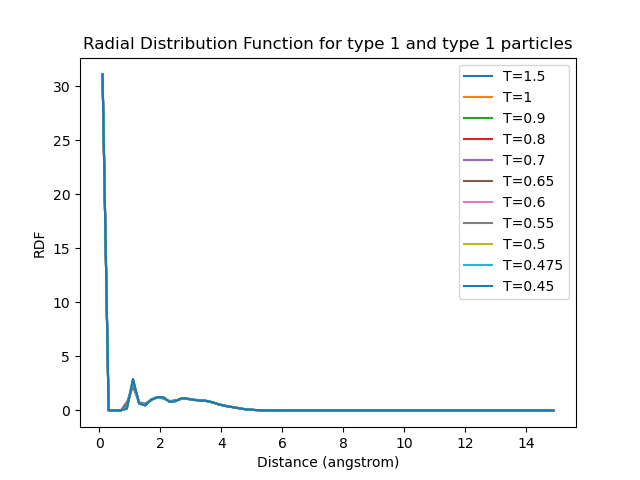 Radial Distribution Function for type 1 and type 1 particles
30
25
20
15
10
5
0
RDF
T=1.5
T=1
T=0.9
T=0.8
T=0.7
T=0.65
T=0.6
T=0.55
T=0.5
T=0.475
T=0.45
0 2 4 6 8 10 12 14
Distance (angstrom)